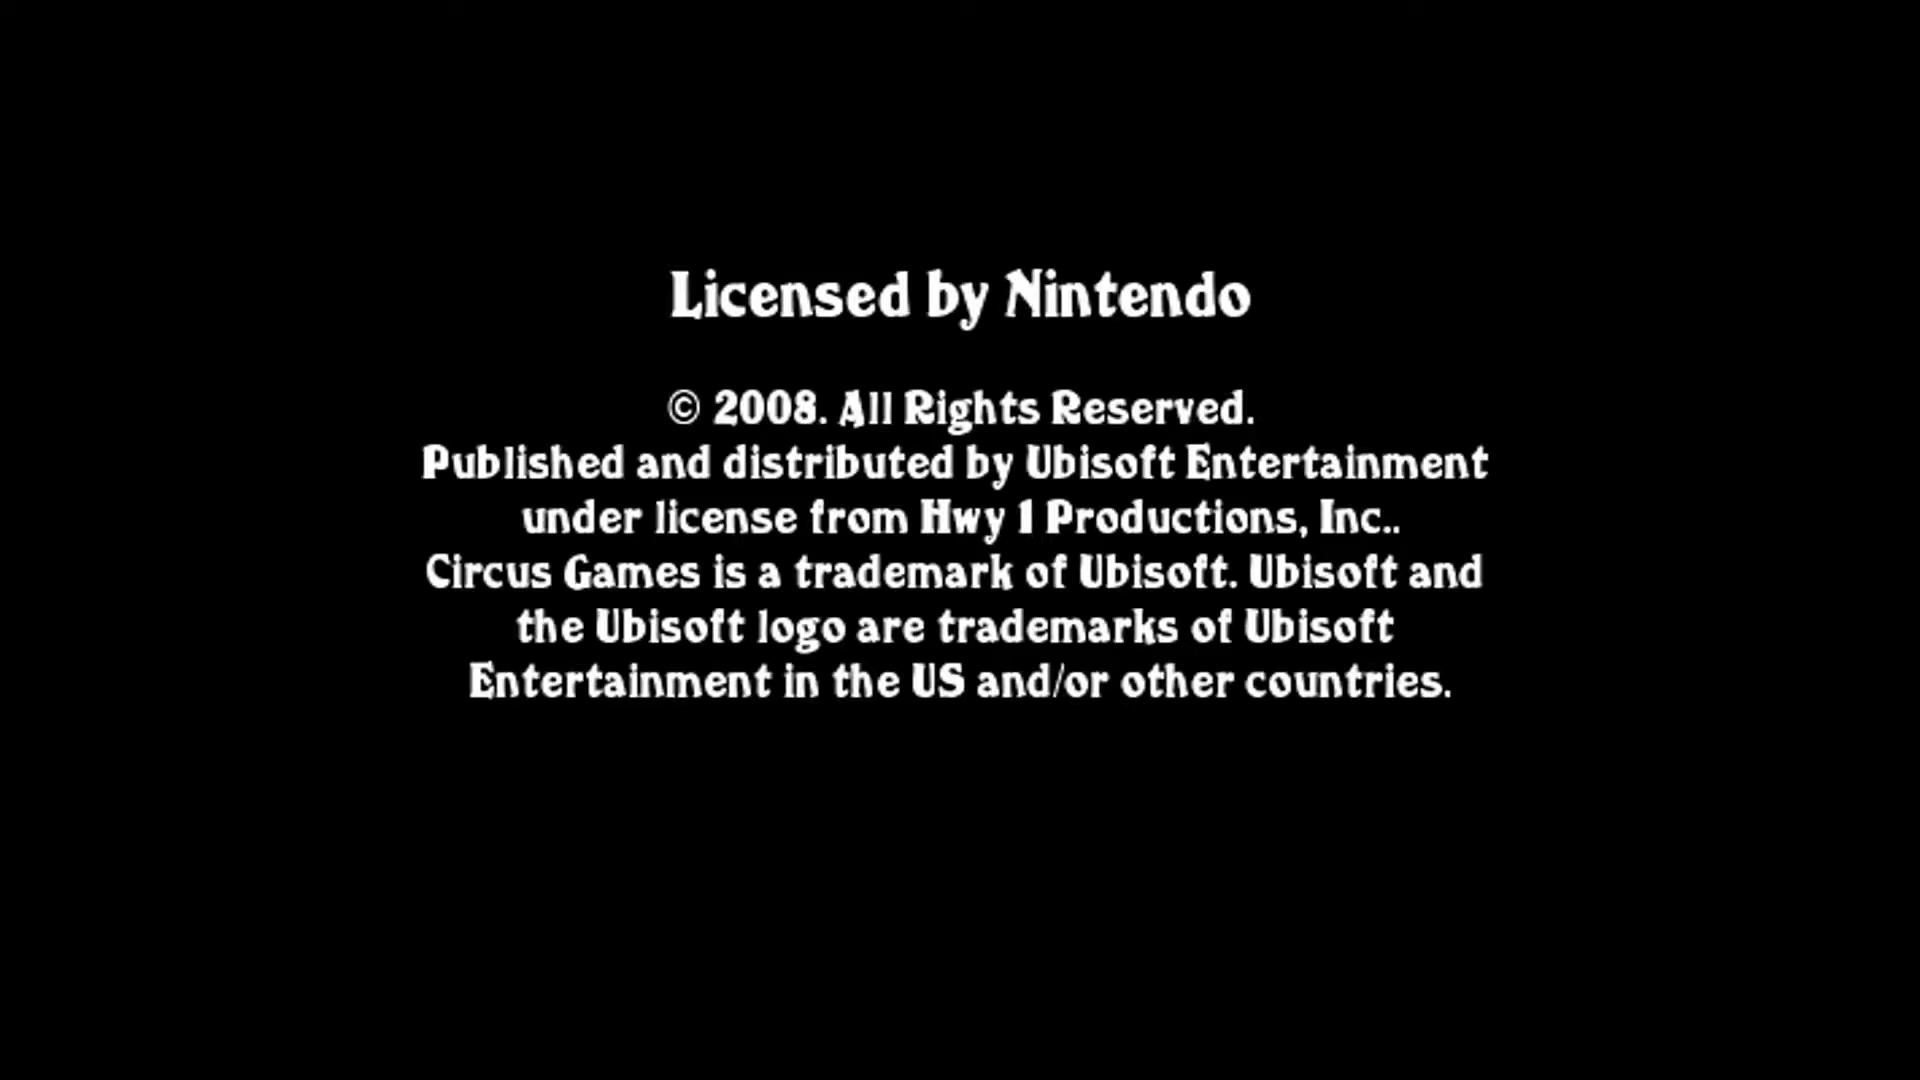 Licensed by Nintendo
© 2008. All Rights Reserved.
Published and distributed by Ubisoft Entertainment
under license from Hwy 1 Productions, Inc..
Circus Games is a trademark of Ubisoft. Ubisoft and
the Ubisoft logo are trademarks of Ubisoft
Entertainment in the US and/or other countries.